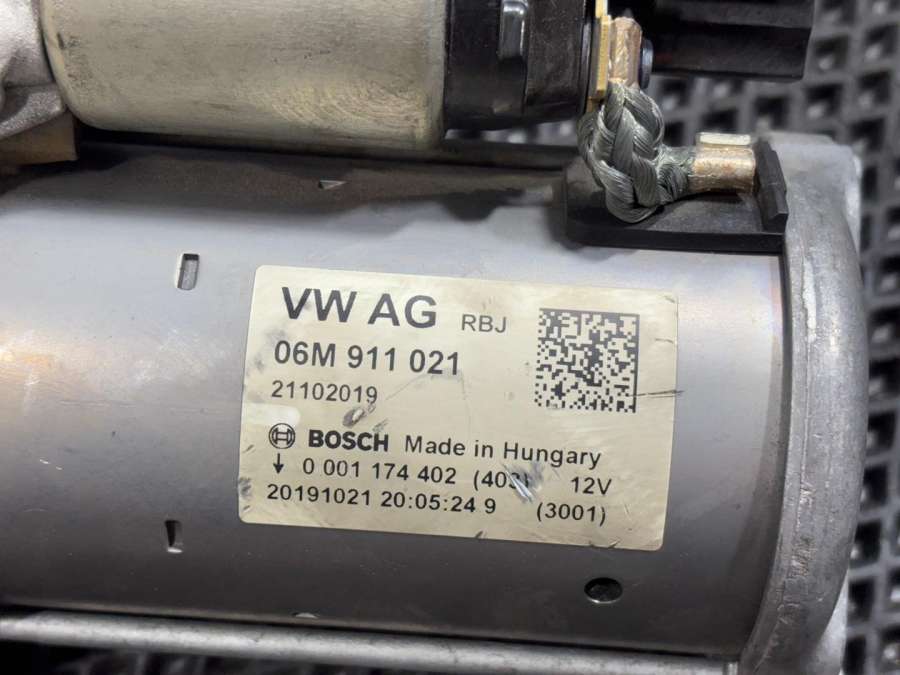 VW AG RBJ
06M 911 021
21102019
BOSCH Made in Hungary
0 001 174 402 12V
20191021 20:05:24 9 (3001)